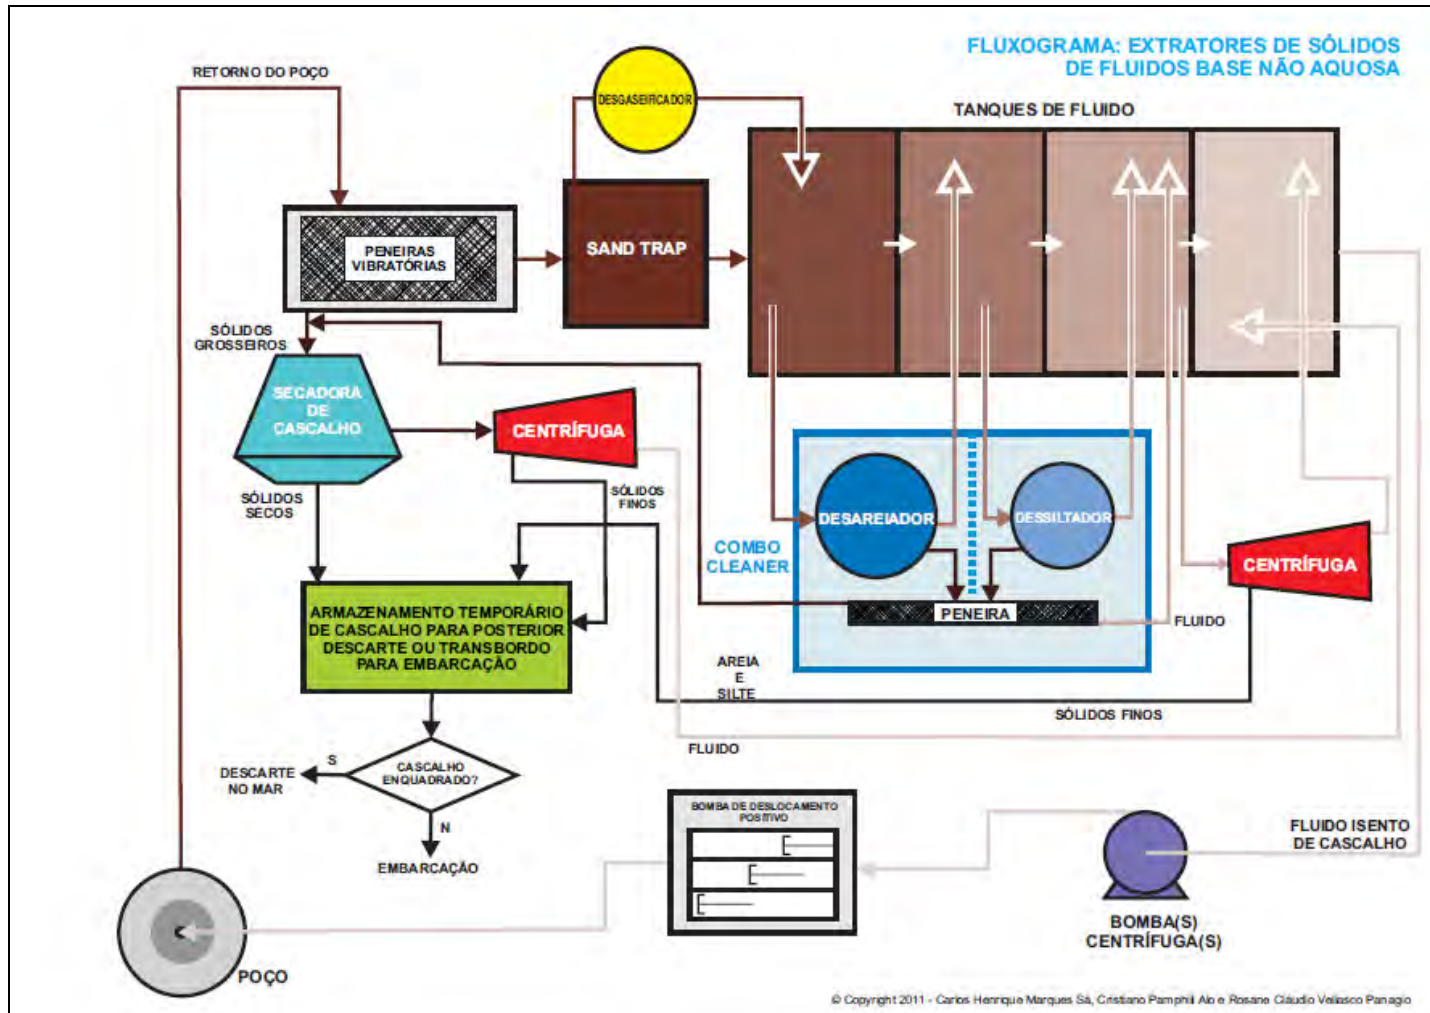 FLUXOGRAMA: EXTRATORES DE SÓLIDOS
DE FLUIDOS BASE NÃO AQUOSA
RETORNO DO POÇO
DESGASEIFICADOR
TANQUES DE FLUIDO
PENEIRAS
VIBRATÓRIAS
SAND TRAP
SÓLIDOS
GROSSEIROS
SECADORA
DE
CASCALHO
CENTRÍFUGA
SÓLIDOS
SECOS
SÓLIDOS
FINOS
COMBO
CLEANER
DESAREIADOR
DESSILTADOR
CENTRÍFUGA
PENEIRA
FLUIDO
ARMAZENAMENTO TEMPORÁRIO
DE CASCALHO PARA POSTERIOR
DESCARTE OU TRANSBORDO
PARA EMBARCAÇÃO
AREIA
E
SILTE
SÓLIDOS FINOS
FLUIDO
S
CASCALHO
ENQUADRADO?
DESCARTE
NO MAR
N
EMBARCAÇÃO
BOMBA DE DESLOCAMENTO
POSITIVO
FLUIDO ISENTO
DE CASCALHO
BOMBA(S)
CENTRÍFUGA(S)
POÇO
© Copyright 2011 - Carlos Henrique Marques Sá, Cristiano Pamphili Aló e Rosane Cláudio Vellasco Panagio